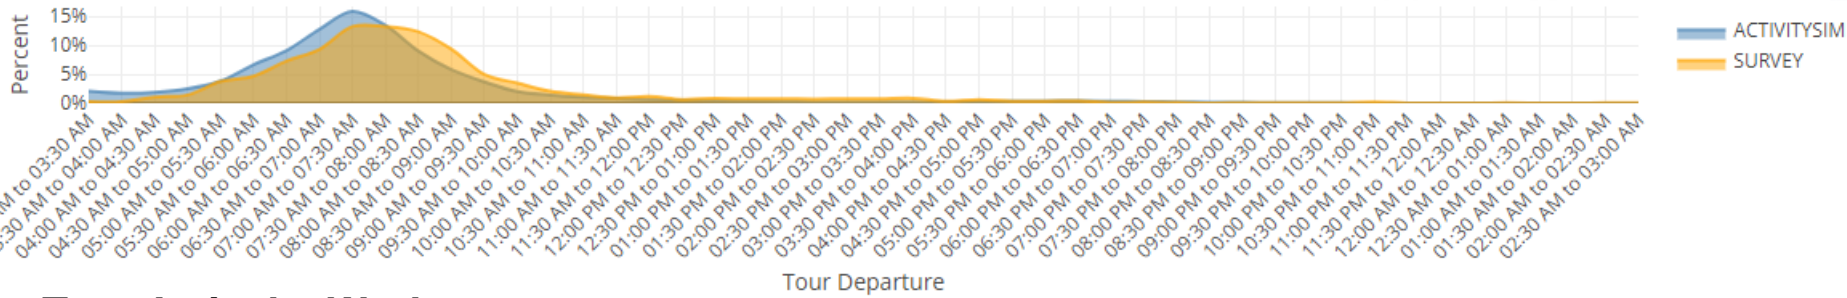 15%
10%
5%
0%
Percent
ACTIVITYSIM
SURVEY
AM to 03:30 AM
3:30 AM to 04:00 AM
04:00 AM to 04:30 AM
04:30 AM to 05:00 AM
05:00 AM to 05:30 AM
05:30 AM to 06:00 AM
06:00 AM to 06:30 AM
06:30 AM to 07:00 AM
07:00 AM to 07:30 AM
07:30 AM to 08:00 AM
08:00 AM to 08:30 AM
08:30 AM to 09:00 AM
09:00 AM to 09:30 AM
09:30 AM to 10:00 AM
10:00 AM to 10:30 AM
10:30 AM to 11:00 AM
11:00 AM to 11:30 AM
11:30 AM to 12:00 PM
12:00 PM to 12:30 PM
12:30 PM to 01:00 PM
01:00 PM to 01:30 PM
01:30 PM to 02:00 PM
02:00 PM to 02:30 PM
02:30 PM to 03:00 PM
03:00 PM to 03:30 PM
03:30 PM to 04:00 PM
04:00 PM to 04:30 PM
04:30 PM to 05:00 PM
05:00 PM to 05:30 PM
05:30 PM to 06:00 PM
06:00 PM to 06:30 PM
06:30 PM to 07:00 PM
07:00 PM to 07:30 PM
07:30 PM to 08:00 PM
08:00 PM to 08:30 PM
08:30 PM to 09:00 PM
09:00 PM to 09:30 PM
09:30 PM to 10:00 PM
10:00 PM to 10:30 PM
10:30 PM to 11:00 PM
11:00 PM to 11:30 PM
11:30 PM to 12:00 AM
12:00 AM to 12:30 AM
12:30 AM to 01:00 AM
01:00 AM to 01:30 AM
01:30 AM to 02:00 AM
02:00 AM to 02:30 AM
02:30 AM to 03:00 AM
Tour Departure